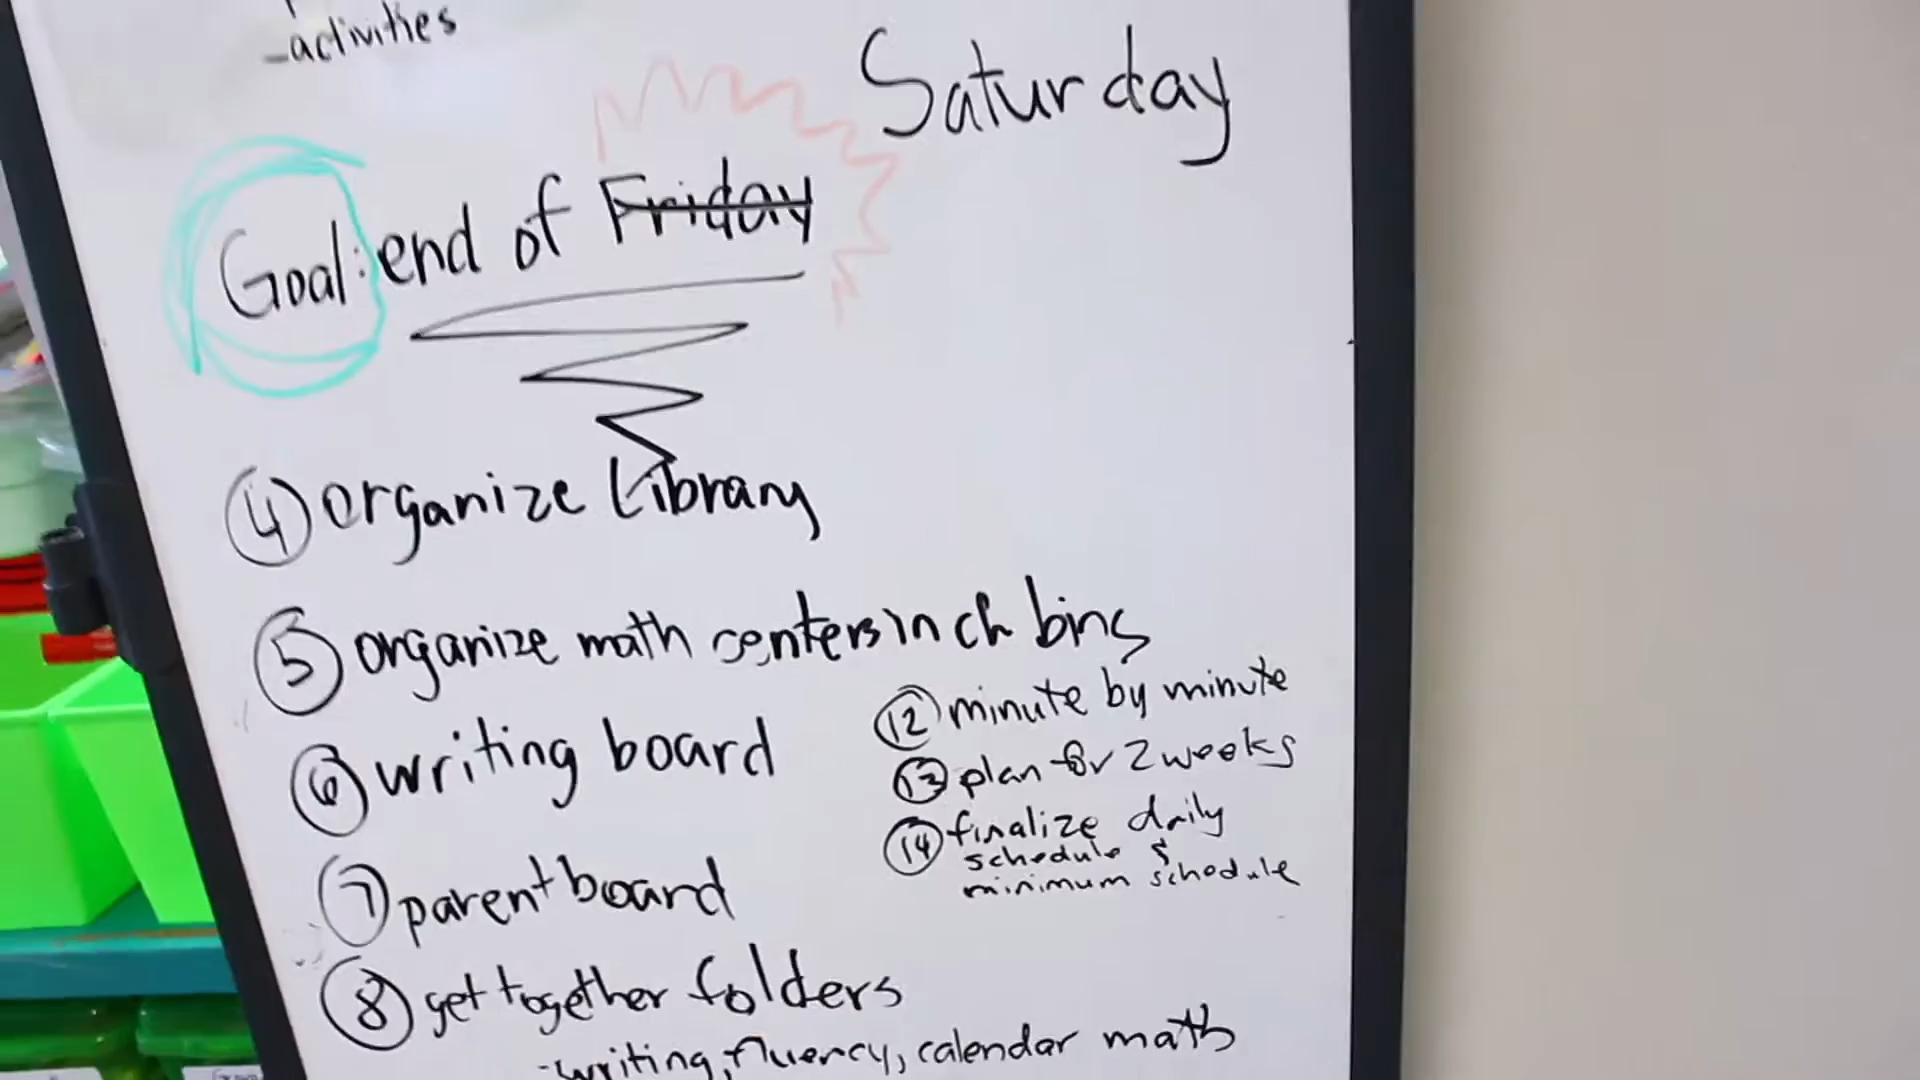 -activities
Saturday
Goal: end of Friday
4 organize Library
5 organize math centers in ch bins
6 writing board
7 parent board
8 get together folders
-writing, fluency, calendar math
12 minute by minute
13 plan for 2 weeks
14 finalize daily
schedule &
minimum schedule